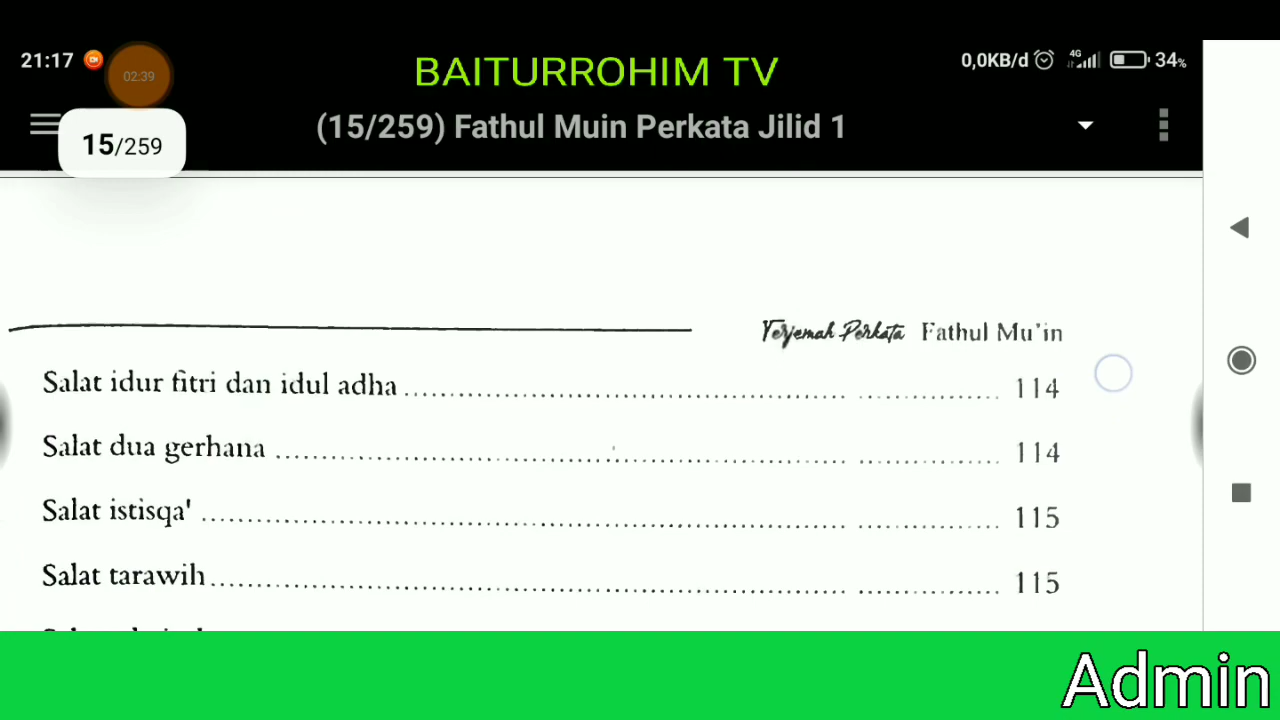 21:17
02:39
BAITURROHIM TV
0,0KB/d 4G 34%
15/259
(15/259) Fathul Muin Perkata Jilid 1
Terjemah Perkata Fathul Mu'in
Salat idur fitri dan idul adha ........................................ 114
Salat dua gerhana ........................................ 114
Salat istisqa' ........................................ 115
Salat tarawih ........................................ 115
Admin